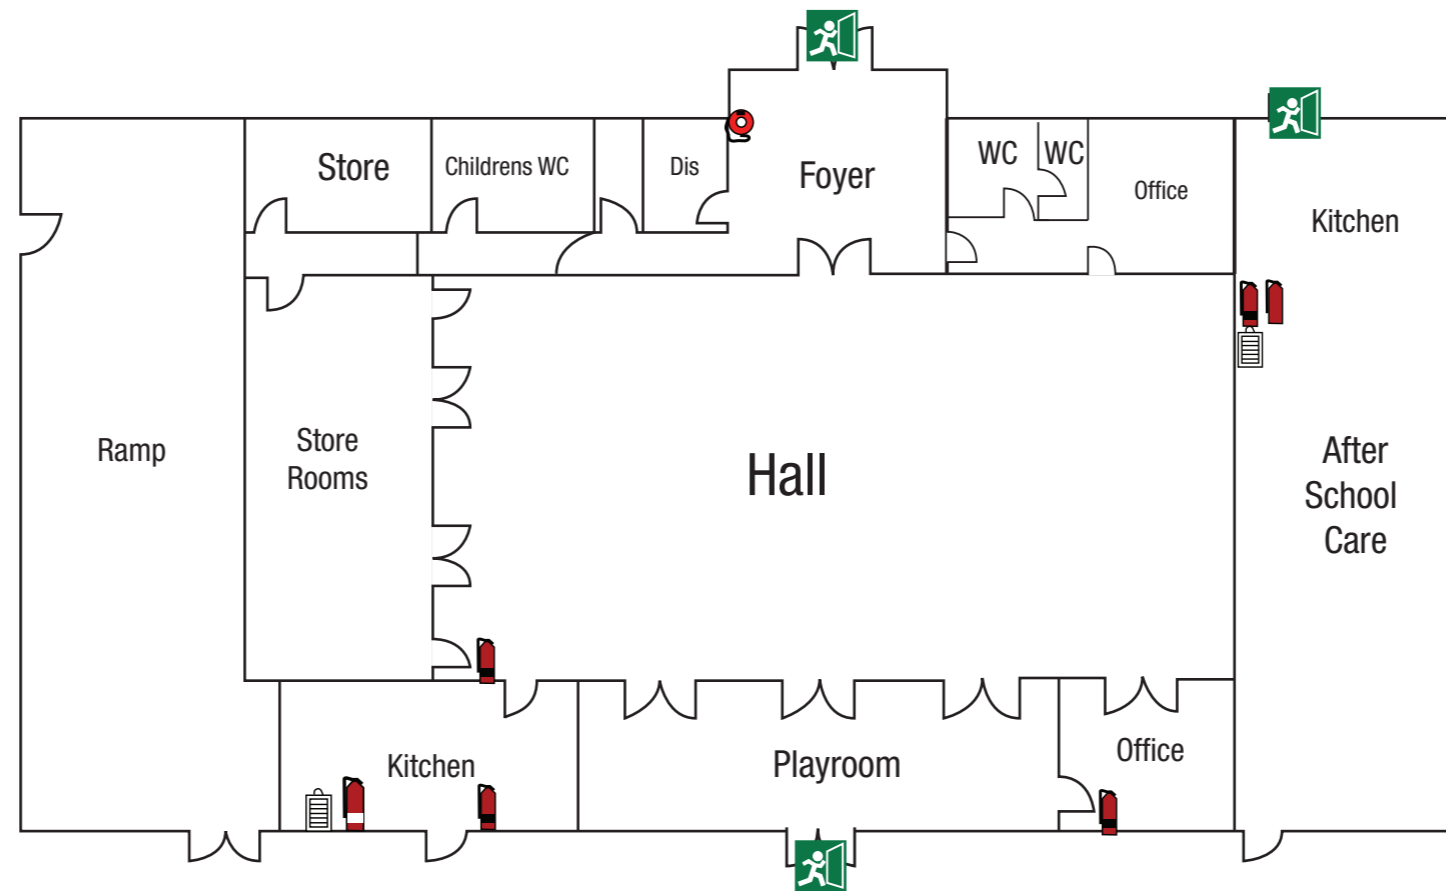 Store
Childrens WC
Dis
Foyer
WC
WC
Office
Kitchen
Ramp
Store
Rooms
Hall
After
School
Care
Kitchen
Playroom
Office